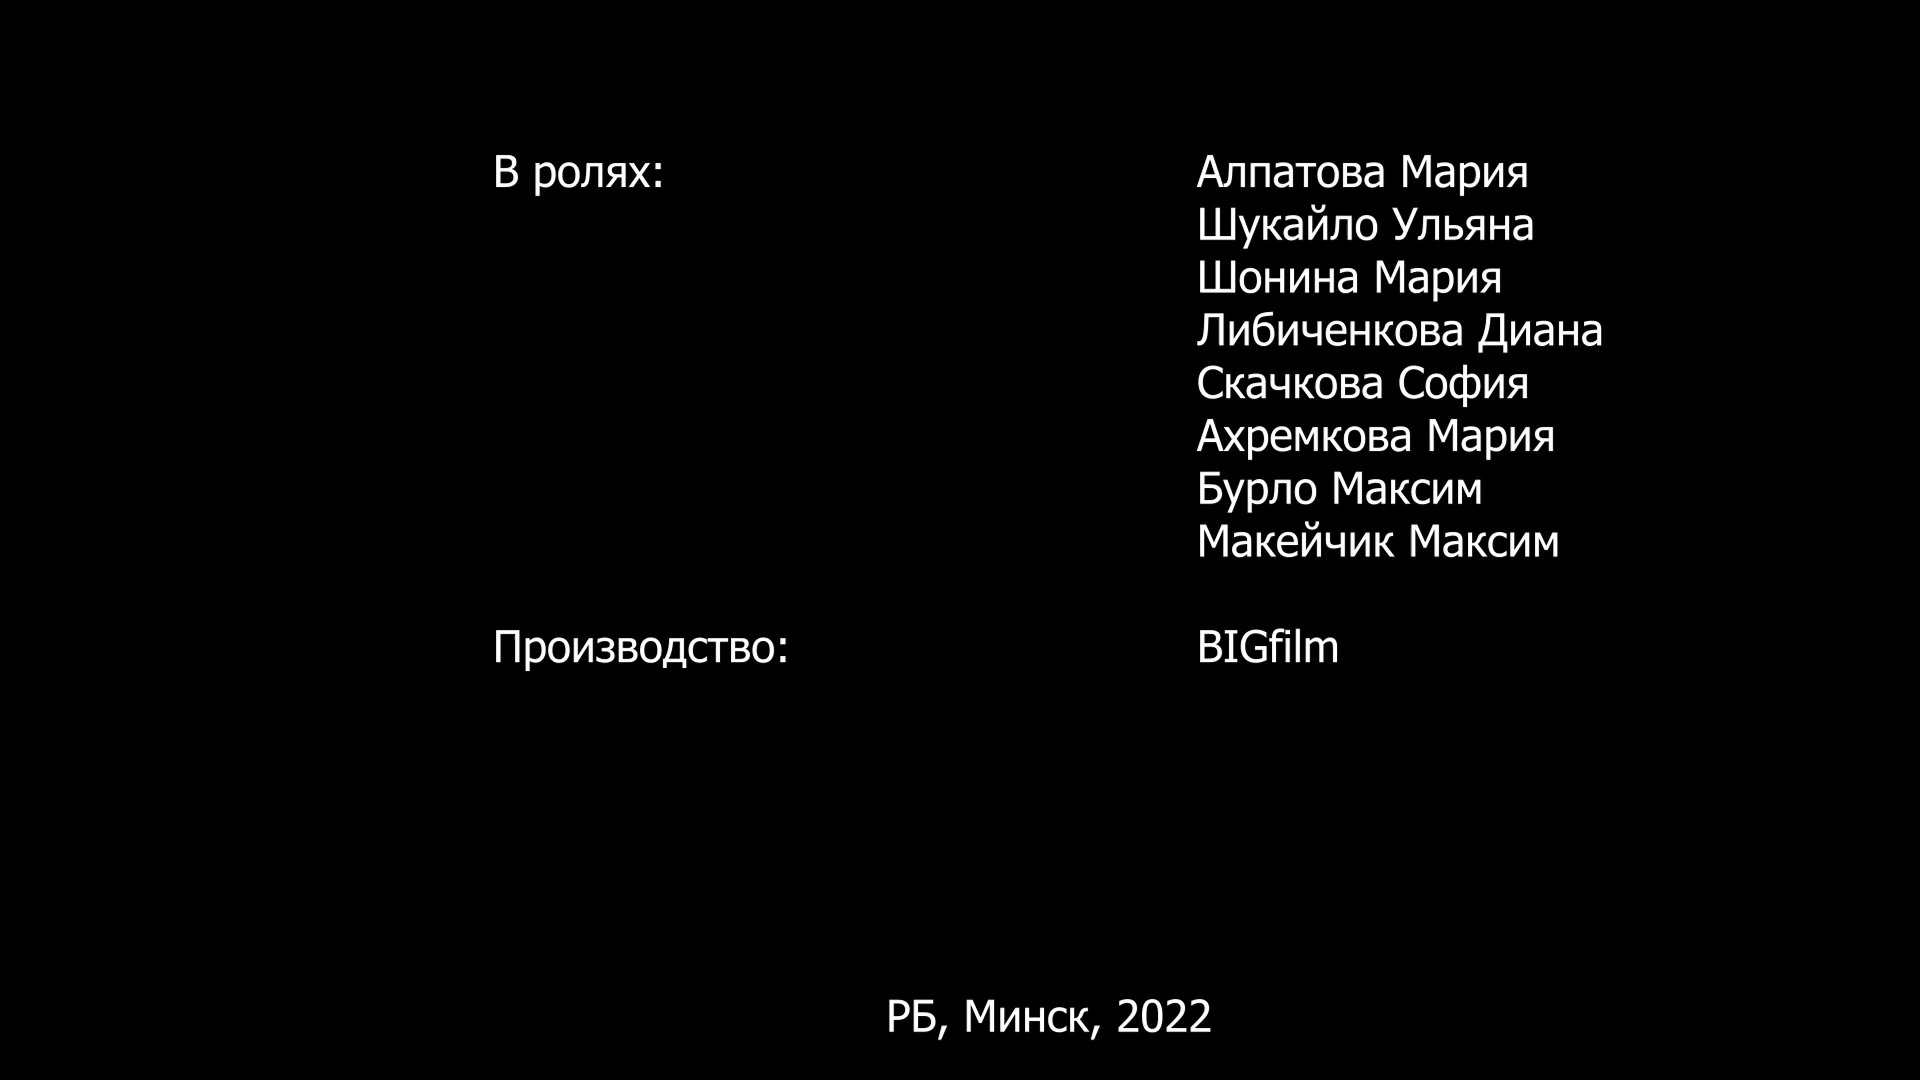 В ролях: Алпатова Мария
Шукайло Ульяна
Шонина Мария
Либиченкова Диана
Скачкова София
Ахремкова Мария
Бурло Максим
Макейчик Максим
Производство: BIGfilm
РБ, Минск, 2022